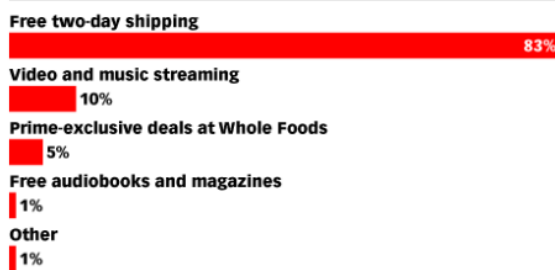 Free two-day shipping
83%
Video and music streaming
10%
Prime-exclusive deals at Whole Foods
5%
Free audiobooks and magazines
1%
Other
1%